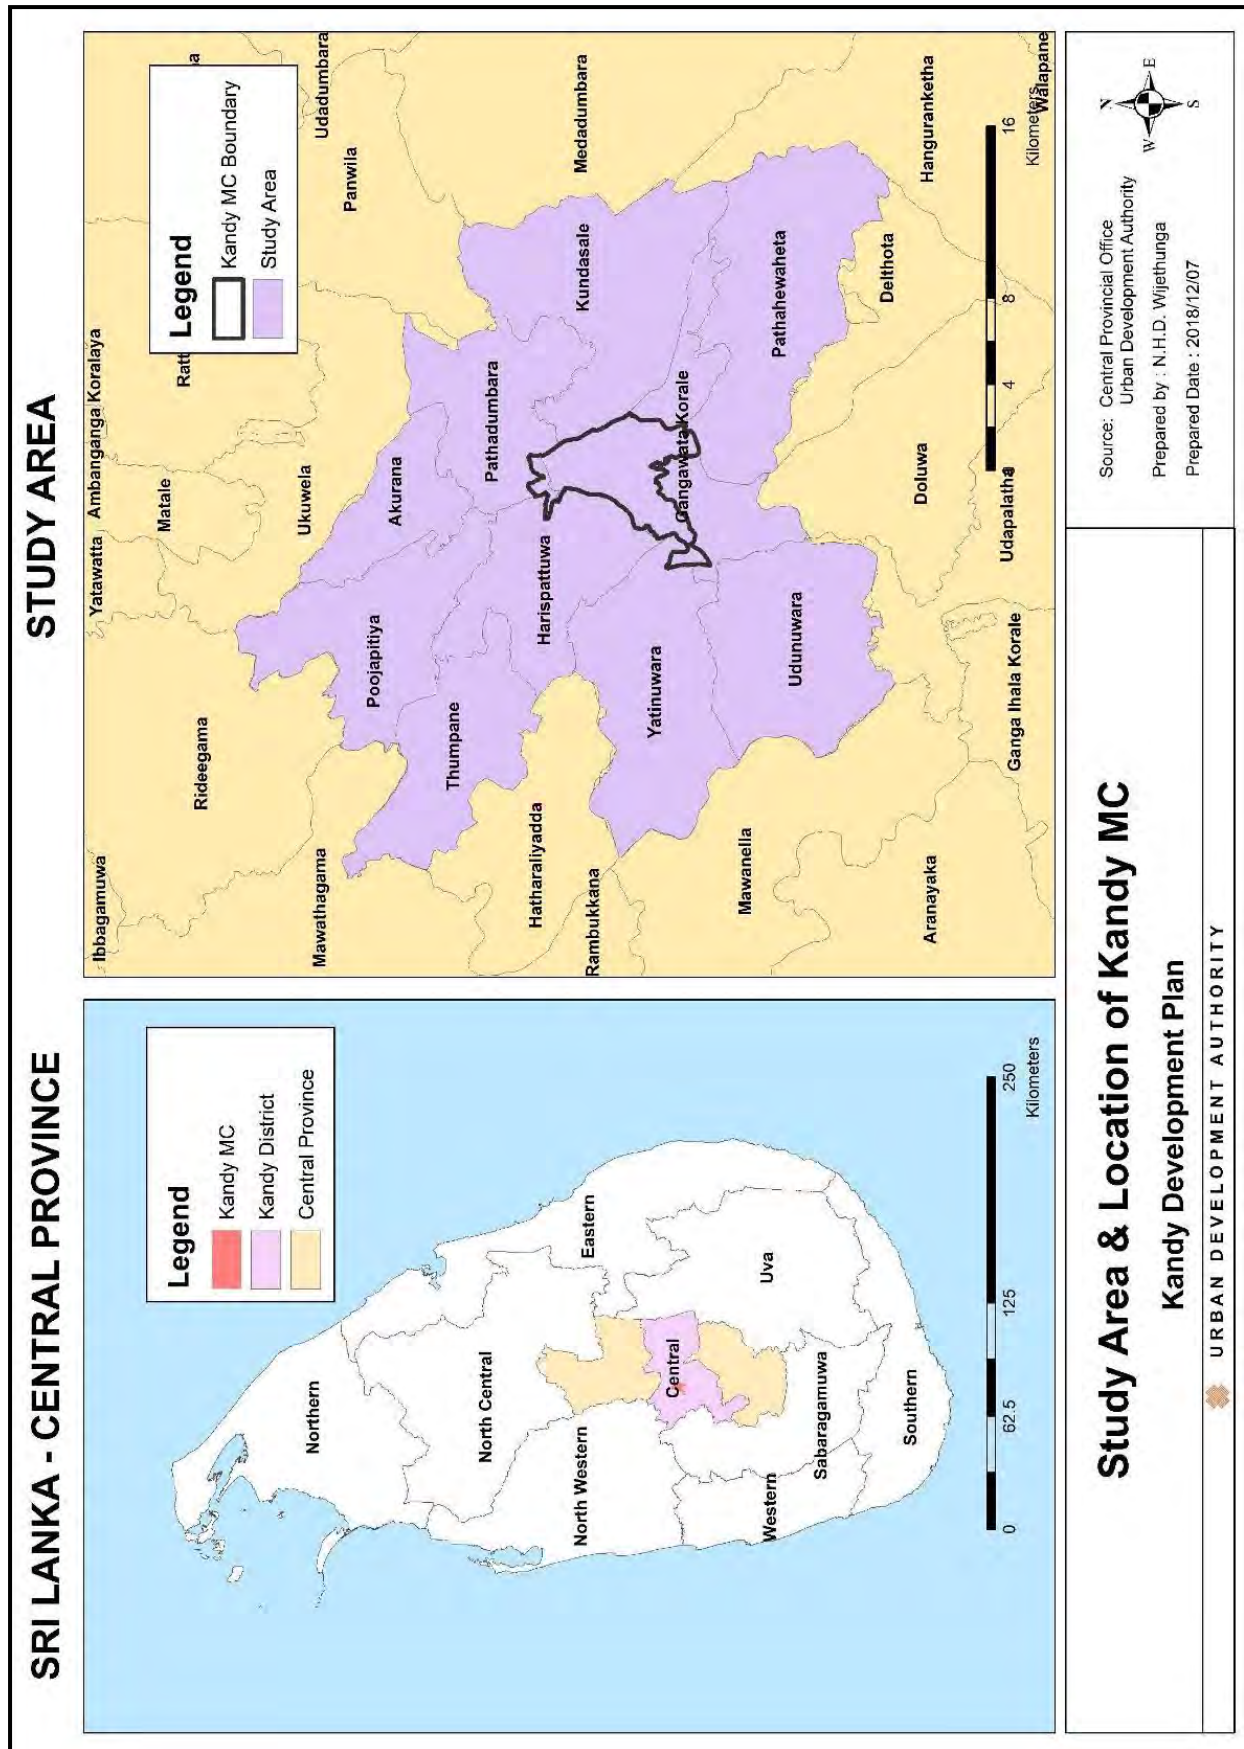 SRI LANKA - CENTRAL PROVINCE
Legend
Kandy MC
Kandy District
Central Province
Northern
North Central
Eastern
North Western
Central
Uva
Western
Sabaragamuwa
Southern
0
62.5
125
250
Kilometers
STUDY AREA
Legend
Kandy MC Boundary
Study Area
Ibbagamuwa
Yatawatta
Ambanganga Koralaya
Matale
Rideegama
Udadumbara
Ukuwela
Panwila
Mawathagama
Poojapitiya
Akurana
Thumpane
Pathadumbara
Hatharaliyadda
Harispattuwa
Kundasale
Medadumbara
Rambukkana
Yatinuwara
Gangawata Korale
Mawanella
Udunuwara
Pathahewaheta
Aranayaka
Doluwa
Delthota
Hanguranketha
Ganga Ihala Korale
Udapalatha
Walapane
4
8
16
Kilometers
Study Area & Location of Kandy MC
Kandy Development Plan
URBAN DEVELOPMENT AUTHORITY
Source: Central Provincial Office
Urban Development Authority
Prepared by : N.H.D. Wijethunga
Prepared Date : 2018/12/07
N
W
E
S